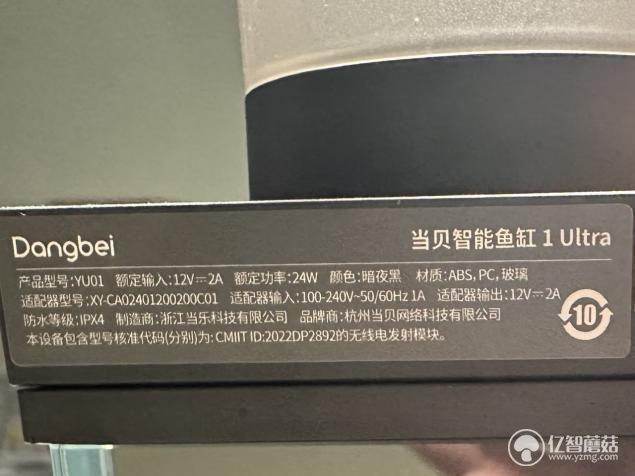 Dangbei
当贝智能鱼缸 1 Ultra
产品型号:YU01 额定输入:12V⎓2A 额定功率:24W 颜色:暗夜黑 材质:ABS, PC, 玻璃
适配器型号:XY-CA02401200200C01 适配器输入:100-240V~50/60Hz 1A 适配器输出:12V⎓2A
防水等级:IPX4 制造商:浙江当乐科技有限公司 品牌商:杭州当贝网络科技有限公司
本设备包含型号核准代码(分别)为: CMIIT ID:2022DP2892的无线电发射模块。
10
亿智蘑菇
www.yzmg.com